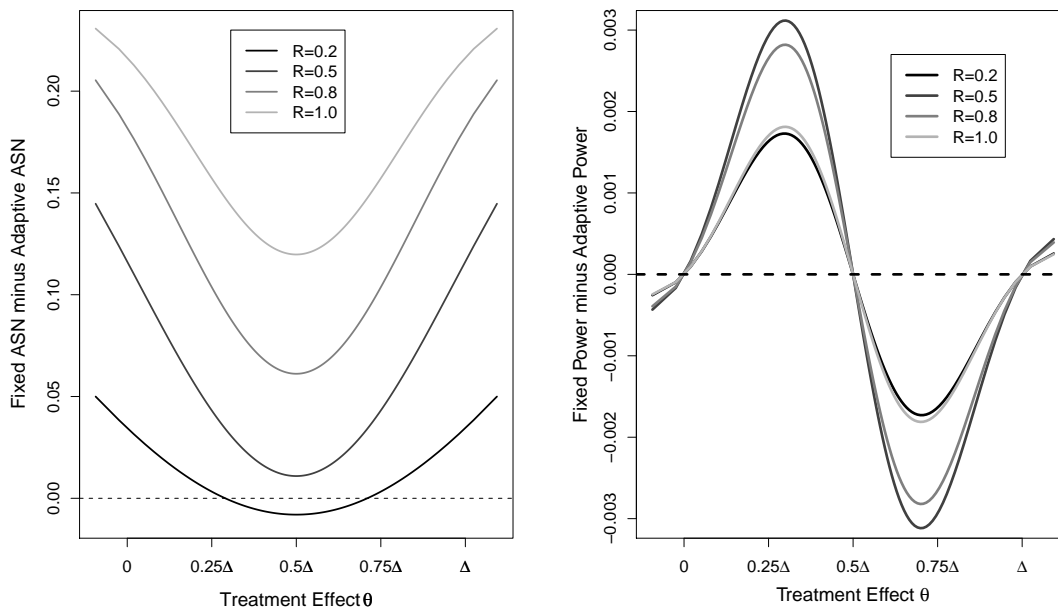 Fixed ASN minus Adaptive ASN
0.00
0.05
0.10
0.15
0.20
R=0.2
R=0.5
R=0.8
R=1.0
0
0.25Δ
0.5Δ
0.75Δ
Δ
Treatment Effect θ
Fixed Power minus Adaptive Power
−0.003
−0.002
−0.001
0.000
0.001
0.002
0.003
R=0.2
R=0.5
R=0.8
R=1.0
0
0.25Δ
0.5Δ
0.75Δ
Δ
Treatment Effect θ